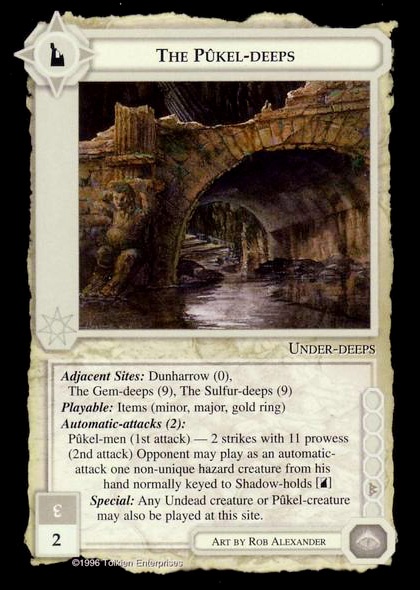 The Pûkel-deeps
Under-deeps
Adjacent Sites: Dunharrow (0),
The Gem-deeps (9), The Sulfur-deeps (9)
Playable: Items (minor, major, gold ring)
Automatic-attacks (2):
Pûkel-men (1st attack) — 2 strikes with 11 prowess
(2nd attack) Opponent may play as an automatic-
attack one non-unique hazard creature from his
hand normally keyed to Shadow-holds [ ]
Special: Any Undead creature or Pûkel-creature
may also be played at this site.
ε
2
Art by Rob Alexander
©1996 Tolkien Enterprises